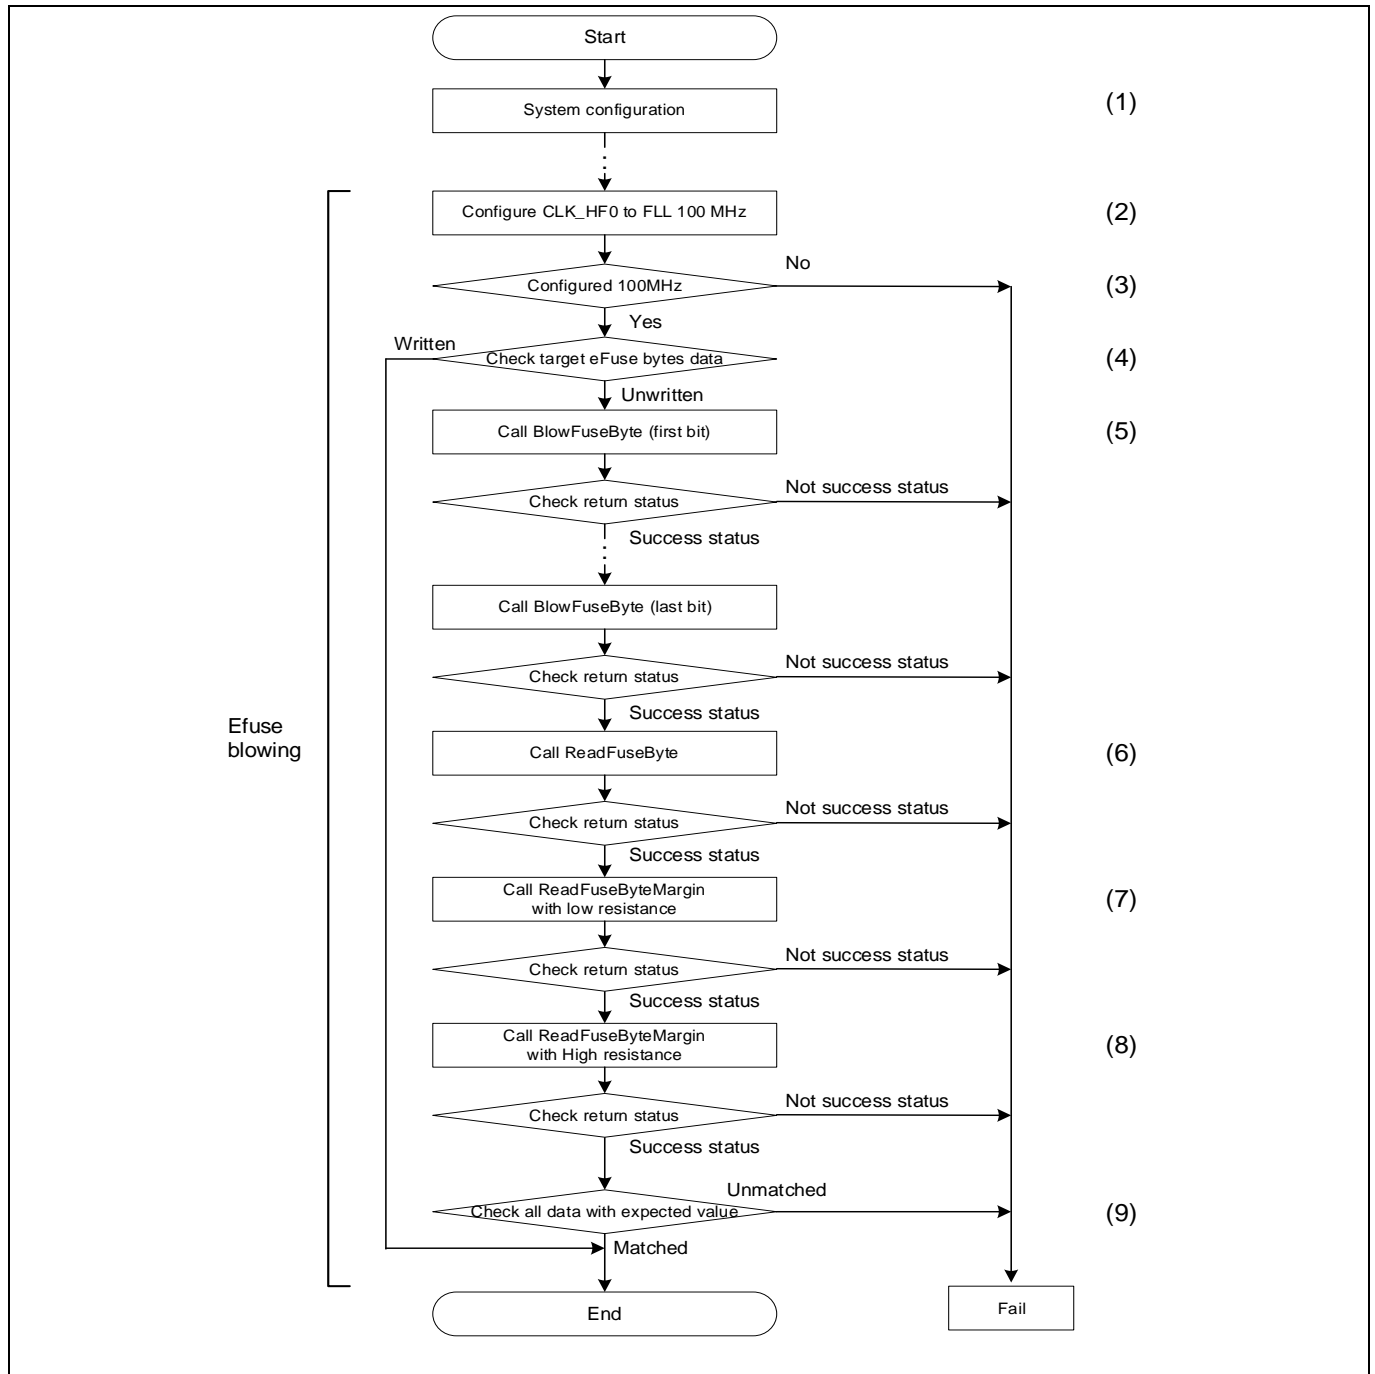 Start
System configuration
(1)
Configure CLK_HF0 to FLL 100 MHz
(2)
No
Configured 100MHz
(3)
Yes
Written
Check target eFuse bytes data
(4)
Unwritten
Call BlowFuseByte (first bit)
(5)
Not success status
Check return status
Success status
Call BlowFuseByte (last bit)
Not success status
Check return status
Success status
Efuse
blowing
Call ReadFuseByte
(6)
Not success status
Check return status
Success status
Call ReadFuseByteMargin
with low resistance
(7)
Not success status
Check return status
Success status
Call ReadFuseByteMargin
with High resistance
(8)
Not success status
Check return status
Success status
Unmatched
Check all data with expected value
(9)
Matched
End
Fail